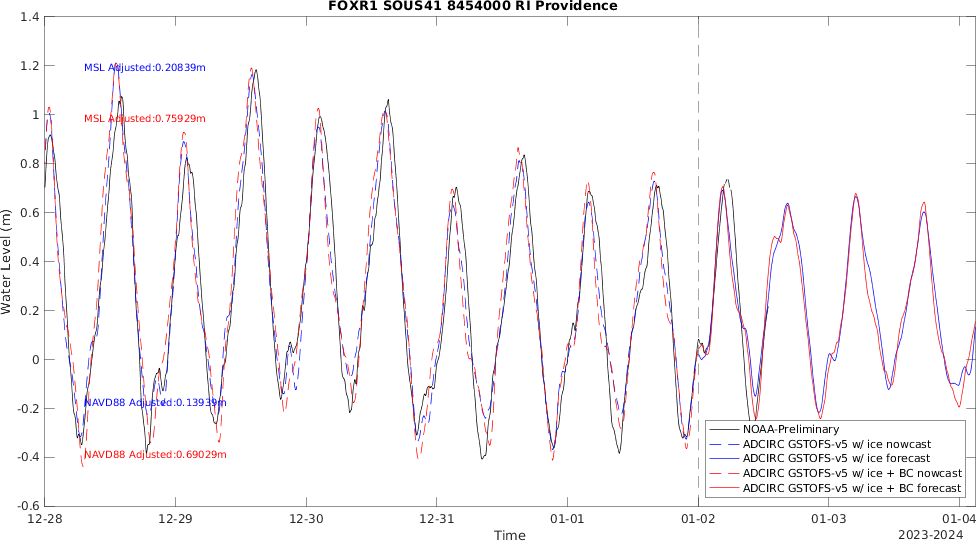 FOXR1 SOUS41 8454000 RI Providence
1.4
1.2
1
0.8
0.6
0.4
0.2
0
-0.2
-0.4
-0.6
Water Level (m)
MSL Adjusted:0.20839m
MSL Adjusted:0.75929m
NAVD88 Adjusted:0.13939m
NAVD88 Adjusted:0.69029m
NOAA-Preliminary
ADCIRC GSTOFS-v5 w/ ice nowcast
ADCIRC GSTOFS-v5 w/ ice forecast
ADCIRC GSTOFS-v5 w/ ice + BC nowcast
ADCIRC GSTOFS-v5 w/ ice + BC forecast
12-28 12-29 12-30 12-31 01-01 01-02 01-03 01-04
Time
2023-2024